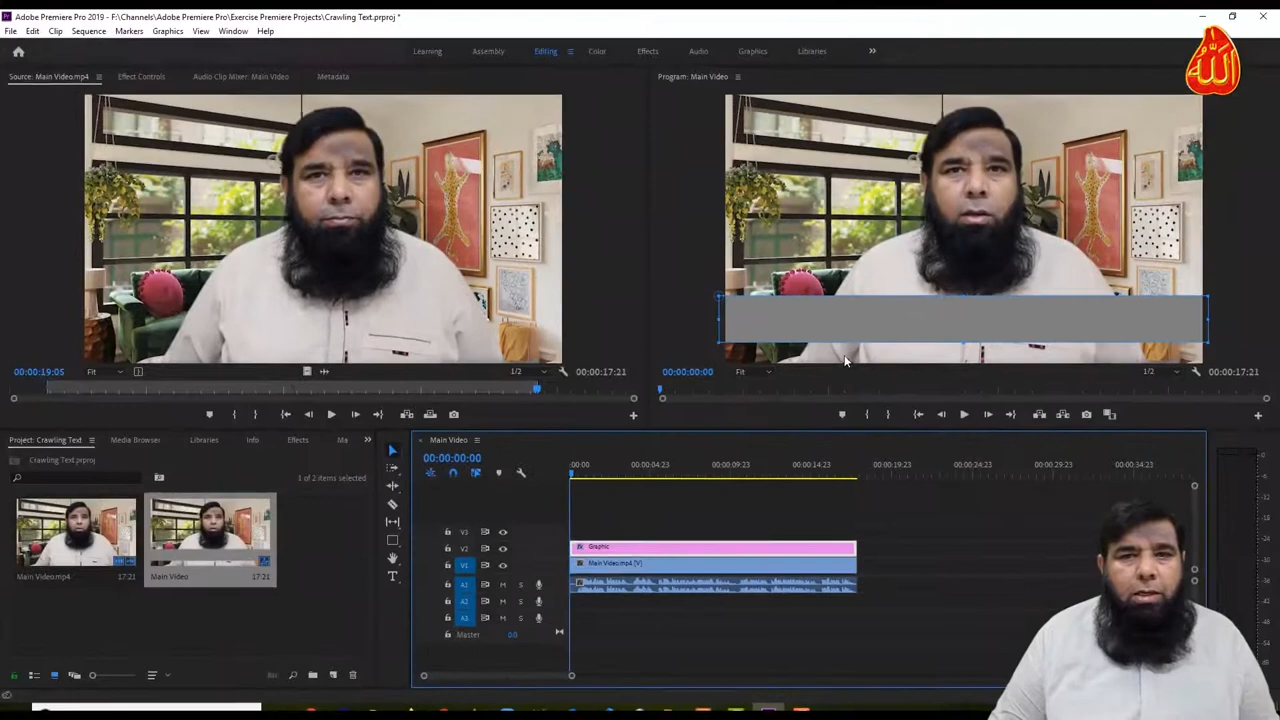 Adobe Premiere Pro 2019 - F:\Channels\Adobe Premiere Pro\Exercise Premiere Projects\Crawling Text.prproj *
File Edit Clip Sequence Markers Graphics View Window Help
الله
Learning Assembly Editing Color Effects Audio Graphics Libraries
Source: Main Video.mp4 Effect Controls Audio Clip Mixer: Main Video Metadata
Program: Main Video
00:00:19:05 Fit 1/2 00:00:17:21
00:00:00:00 Fit 1/2 00:00:17:21
Project: Crawling Text Media Browser Libraries Info Effects Ma
Crawling Text.prproj
1 of 2 items selected
Main Video.mp4 17:21
Main Video 17:21
Main Video
00:00:00:00
:00:00 00:00:04:23 00:00:09:23 00:00:14:23 00:00:19:23 00:00:24:23 00:00:29:23 00:00:34:23
V3
V2 Graphic
V1 Main Video.mp4 [V]
A1 M S
A2 M S
A3 M S
Master 0.0